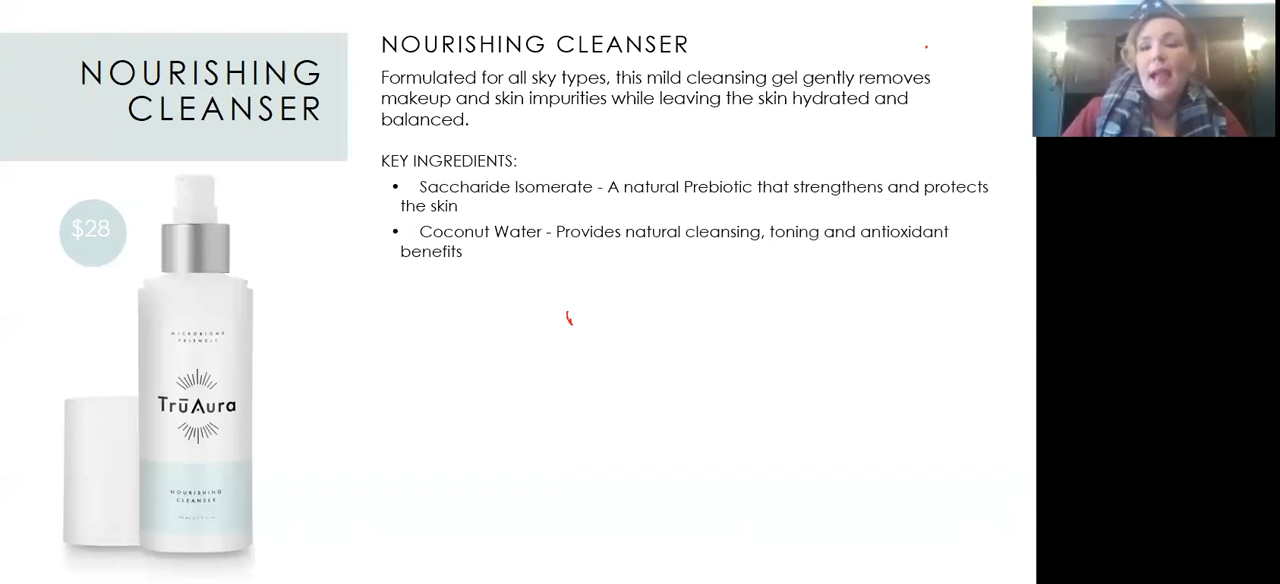 NOURISHING
CLEANSER
$28
MICROBIOME
FRIENDLY
TrūAura
NOURISHING
CLEANSER
NOURISHING CLEANSER
Formulated for all sky types, this mild cleansing gel gently removes
makeup and skin impurities while leaving the skin hydrated and
balanced.
KEY INGREDIENTS:
• Saccharide Isomerate - A natural Prebiotic that strengthens and protects
the skin
• Coconut Water - Provides natural cleansing, toning and antioxidant
benefits